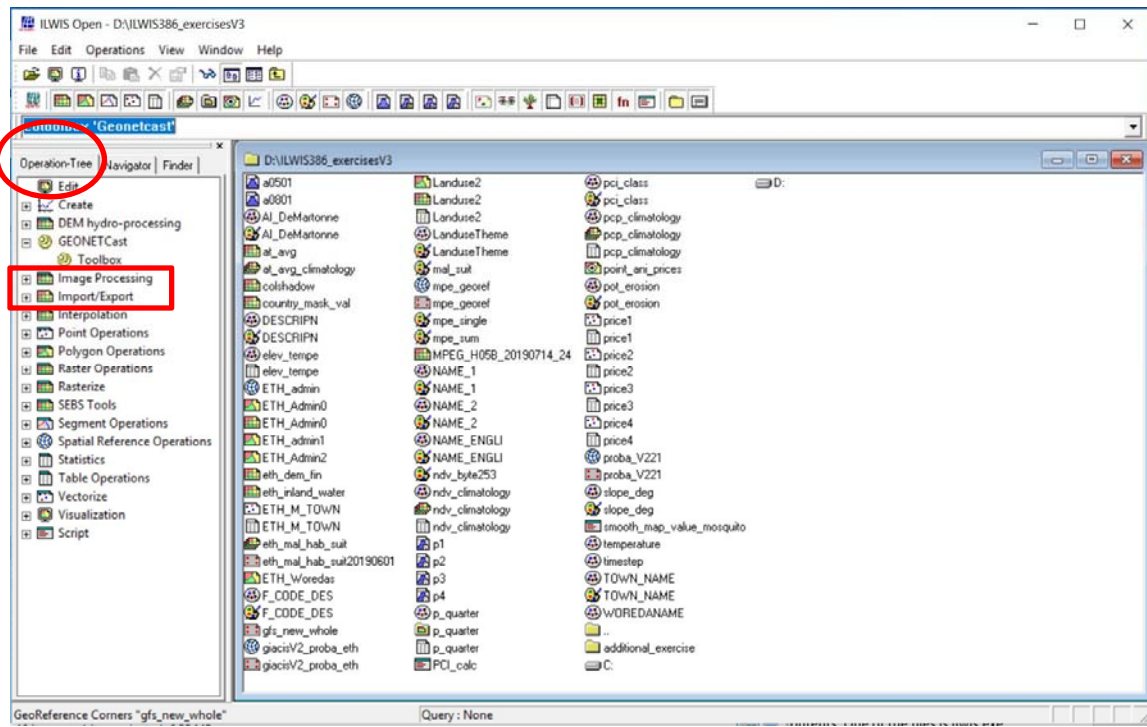 ILWIS Open - D:\ILWIS386_exercisesV3
File Edit Operations View Window Help
'Geonetcast'
Operation-Tree Navigator Finder
D:\ILWIS386_exercisesV3
Edit
Create
DEM hydro-processing
GEONETCast
Toolbox
Image Processing
Import/Export
Interpolation
Point Operations
Polygon Operations
Raster Operations
Rasterize
SEBS Tools
Segment Operations
Spatial Reference Operations
Statistics
Table Operations
Vectorize
Visualization
Script
a0501
a0801
AI_DeMartonne
AI_DeMartonne
at_avg
at_avg_climatology
colshadow
country_mask_val
DESCRIPN
DESCRIPN
elev_tempe
elev_tempe
ETH_admin
ETH_Admin0
ETH_Admin0
ETH_admin1
ETH_Admin2
eth_dem_fin
eth_inland_water
ETH_M_TOWN
ETH_M_TOWN
eth_mal_hab_suit
eth_mal_hab_suit20190601
ETH_Woredas
F_CODE_DES
F_CODE_DES
gfs_new_whole
giacisV2_proba_eth
giacisV2_proba_eth
Landuse2
Landuse2
Landuse2
LanduseTheme
LanduseTheme
mal_suit
mpe_georef
mpe_georef
mpe_single
mpe_sum
MPEG_H05B_20190714_24
NAME_1
NAME_1
NAME_2
NAME_2
NAME_ENGLI
NAME_ENGLI
ndv_byte253
ndv_climatology
ndv_climatology
ndv_climatology
p1
p2
p3
p4
p_quarter
p_quarter
p_quarter
PCI_calc
pci_class
pci_class
pcp_climatology
pcp_climatology
pcp_climatology
point_ani_prices
pot_erosion
pot_erosion
price1
price1
price2
price2
price3
price3
price4
price4
proba_V221
proba_V221
slope_deg
slope_deg
smooth_map_value_mosquito
temperature
timestep
TOWN_NAME
TOWN_NAME
WOREDANAME
..
additional_exercise
C:
D:
GeoReference Corners "gfs_new_whole" Query : None